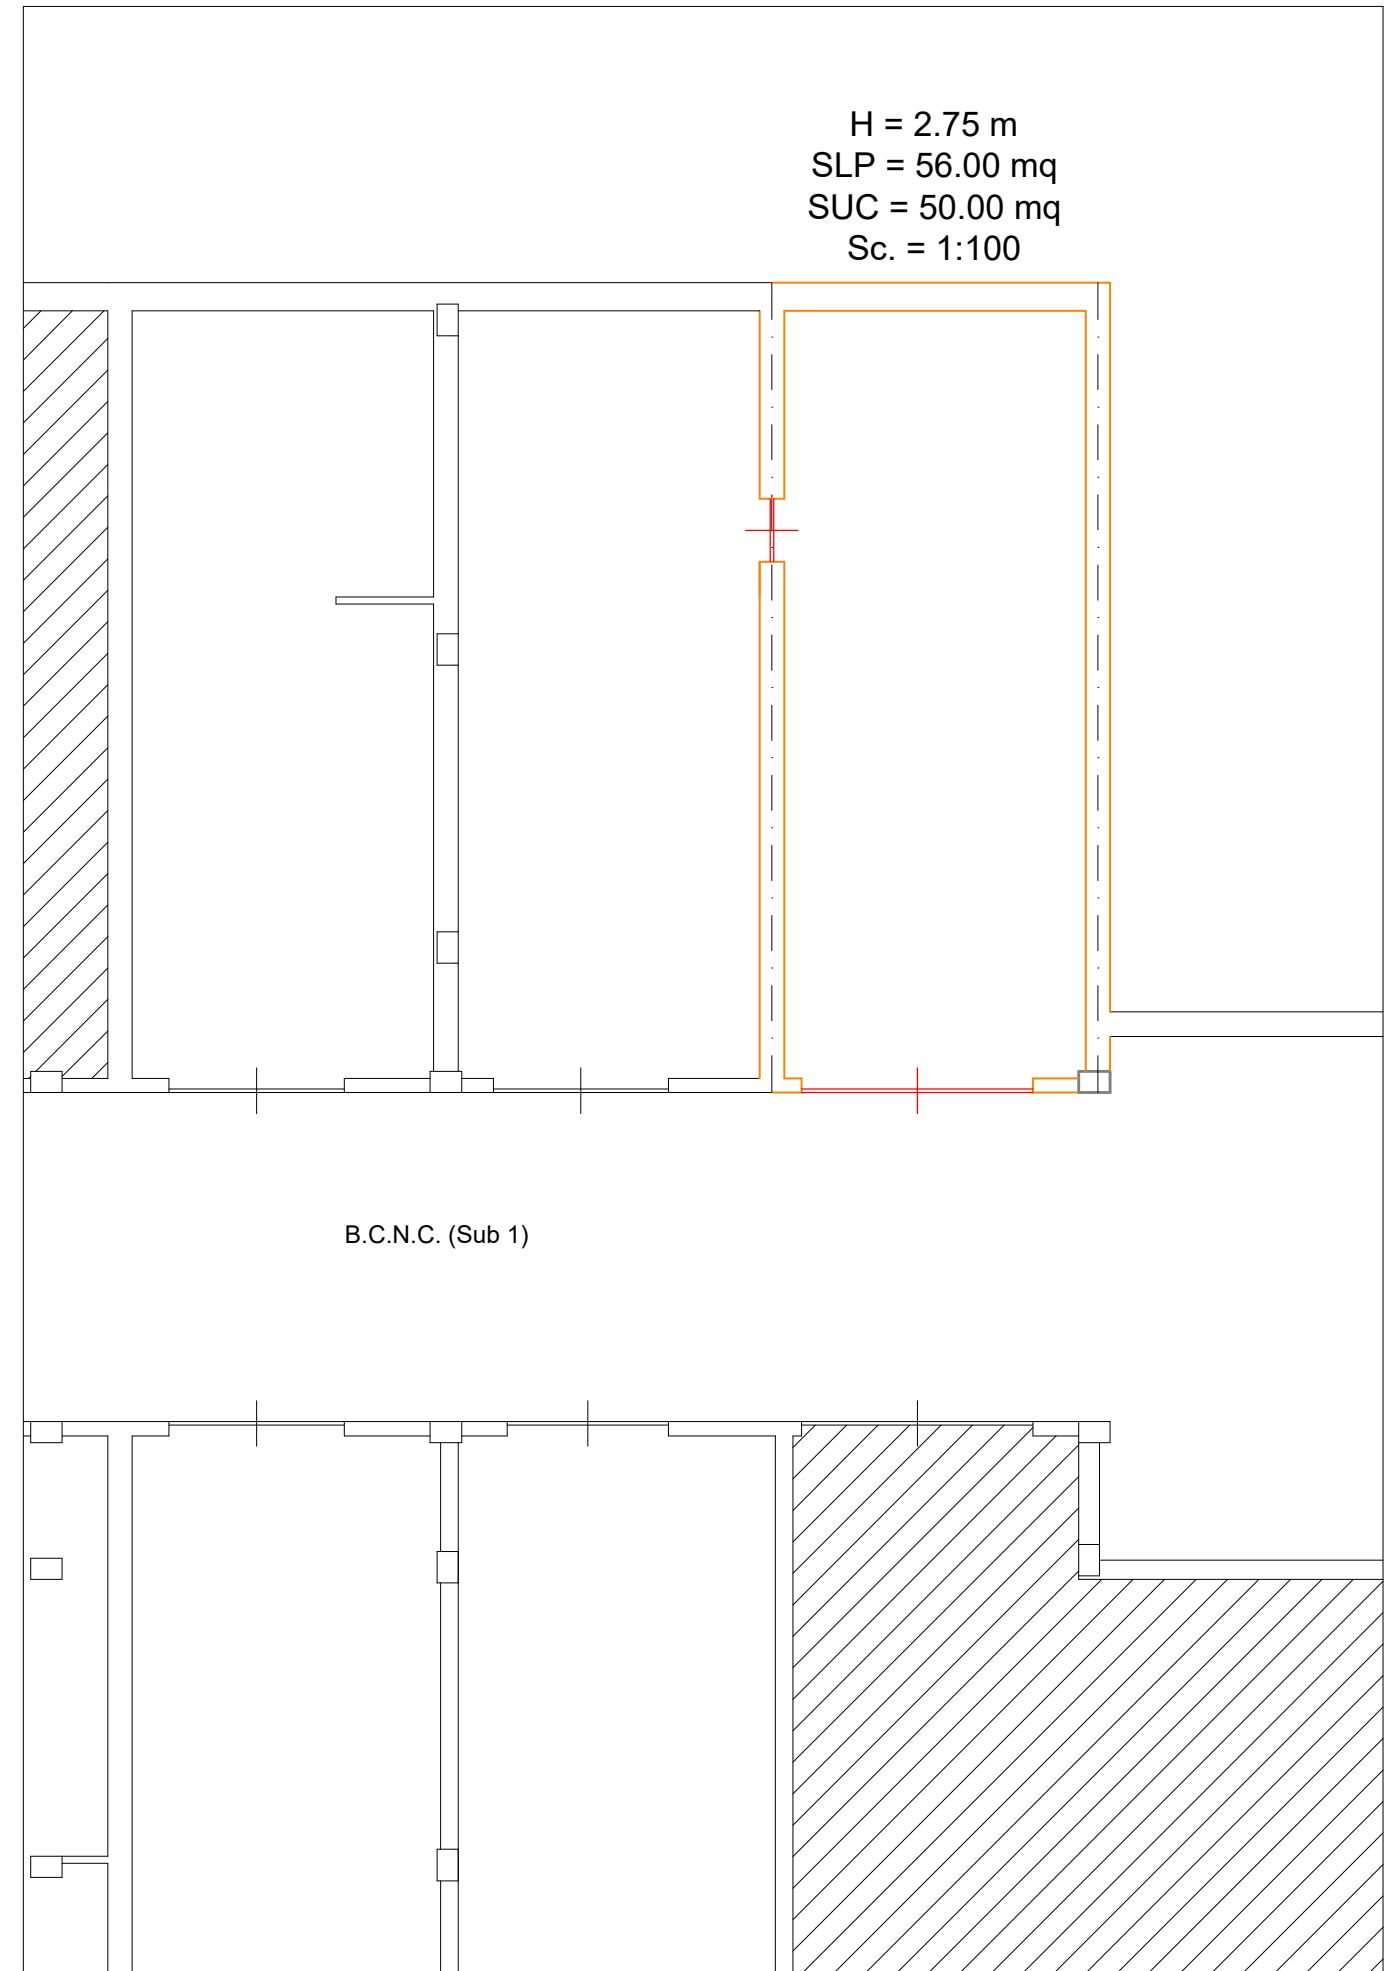 H = 2.75 m
SLP = 56.00 mq
SUC = 50.00 mq
Sc. = 1:100
B.C.N.C. (Sub 1)